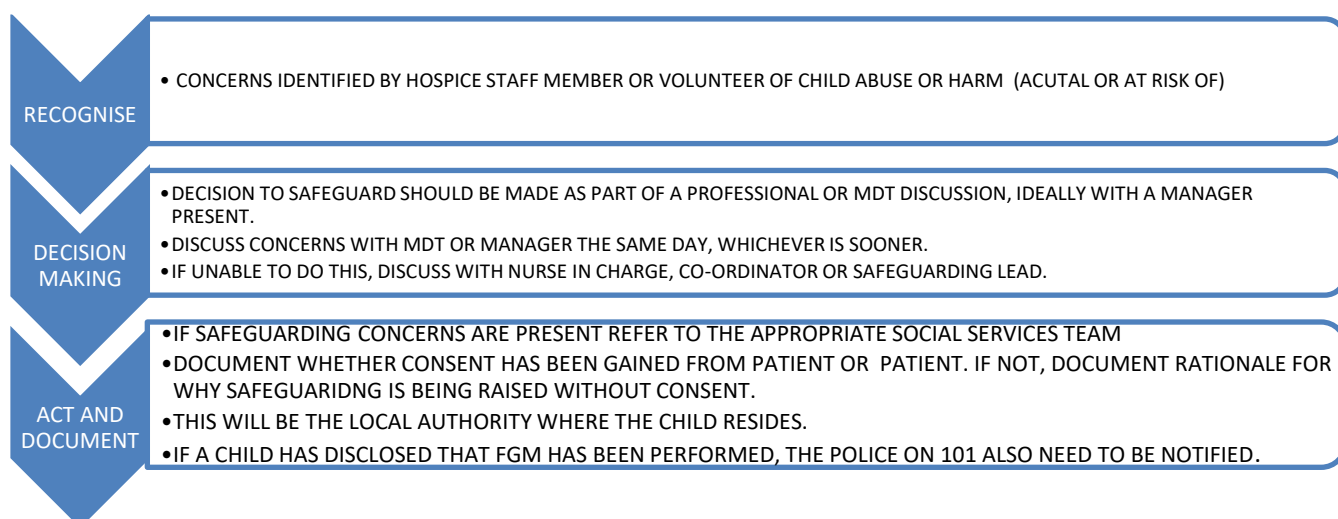 RECOGNISE
• CONCERNS IDENTIFIED BY HOSPICE STAFF MEMBER OR VOLUNTEER OF CHILD ABUSE OR HARM (ACUTAL OR AT RISK OF)
DECISION
MAKING
• DECISION TO SAFEGUARD SHOULD BE MADE AS PART OF A PROFESSIONAL OR MDT DISCUSSION, IDEALLY WITH A MANAGER
PRESENT.
• DISCUSS CONCERNS WITH MDT OR MANAGER THE SAME DAY, WHICHEVER IS SOONER.
• IF UNABLE TO DO THIS, DISCUSS WITH NURSE IN CHARGE, CO-ORDINATOR OR SAFEGUARDING LEAD.
ACT AND
DOCUMENT
• IF SAFEGUARDING CONCERNS ARE PRESENT REFER TO THE APPROPRIATE SOCIAL SERVICES TEAM
• DOCUMENT WHETHER CONSENT HAS BEEN GAINED FROM PATIENT OR PATIENT. IF NOT, DOCUMENT RATIONALE FOR
WHY SAFEGUARIDNG IS BEING RAISED WITHOUT CONSENT.
• THIS WILL BE THE LOCAL AUTHORITY WHERE THE CHILD RESIDES.
• IF A CHILD HAS DISCLOSED THAT FGM HAS BEEN PERFORMED, THE POLICE ON 101 ALSO NEED TO BE NOTIFIED.